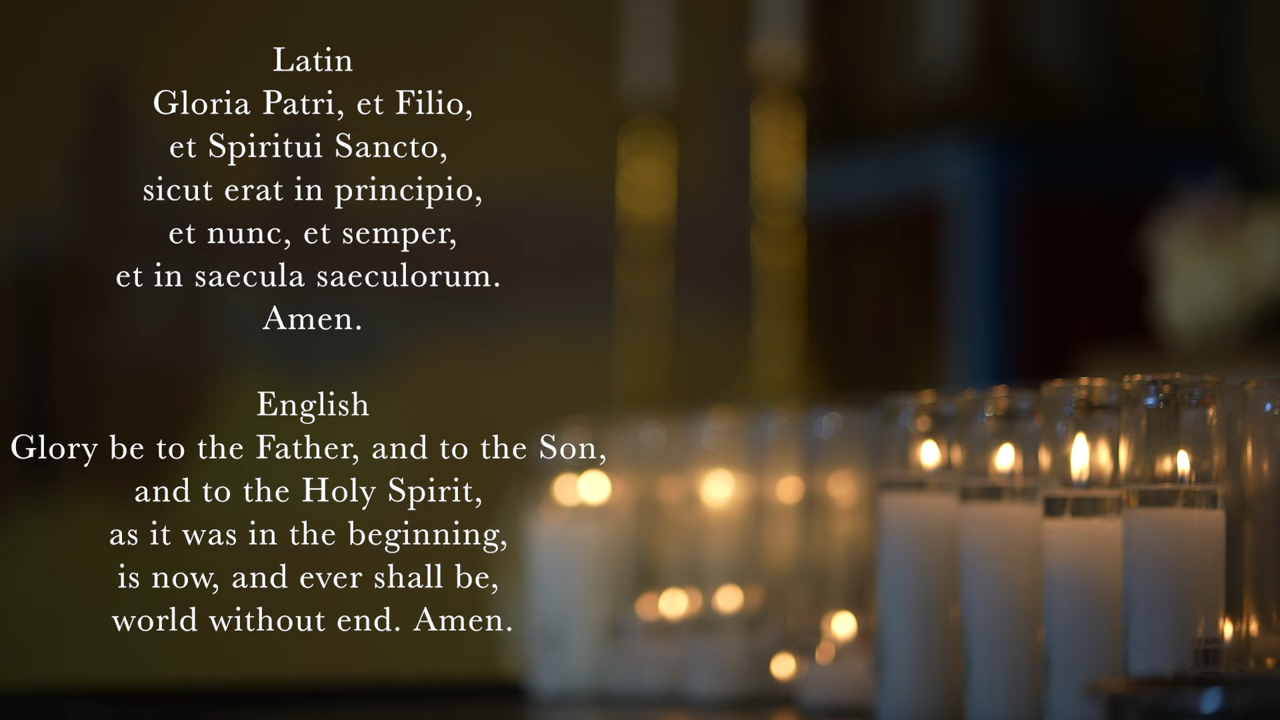 Latin
Gloria Patri, et Filio,
et Spiritui Sancto,
sicut erat in principio,
et nunc, et semper,
et in saecula saeculorum.
Amen.
English
Glory be to the Father, and to the Son,
and to the Holy Spirit,
as it was in the beginning,
is now, and ever shall be,
world without end. Amen.